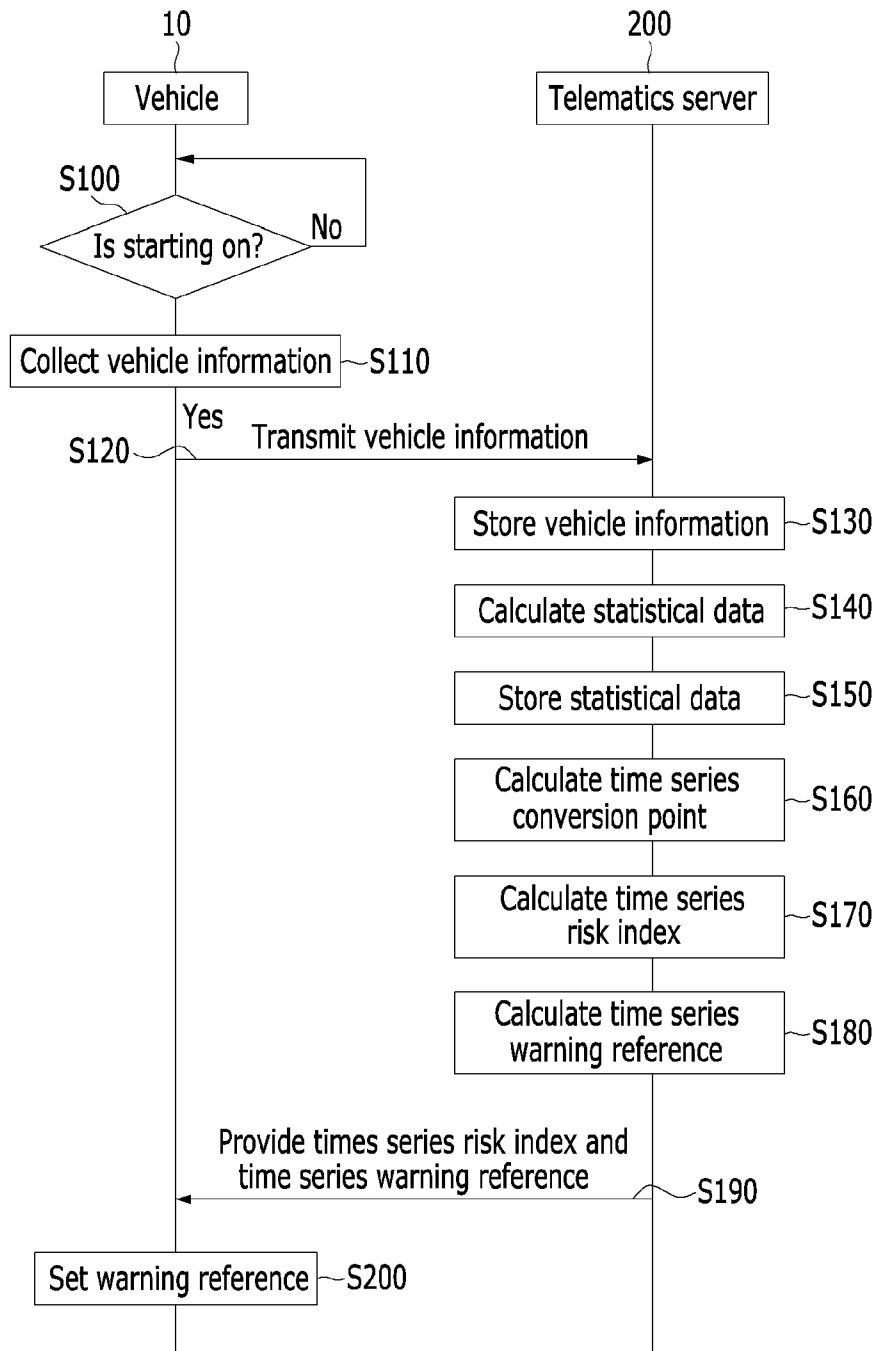 10
200
Vehicle
Telematics server
S100
Is starting on?
No
Collect vehicle information
S110
Yes
S120
Transmit vehicle information
Store vehicle information
S130
Calculate statistical data
S140
Store statistical data
S150
Calculate time series
conversion point
S160
Calculate time series
risk index
S170
Calculate time series
warning reference
S180
Provide times series risk index and
time series warning reference
S190
Set warning reference
S200